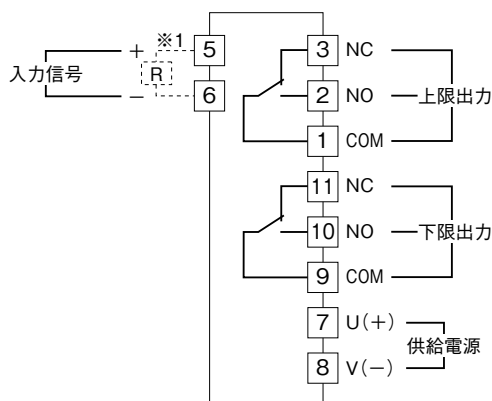 入力信号
+
−
※1
R
5
6
3 NC
2 NO
1 COM
上限出力
11 NC
10 NO
9 COM
下限出力
7 U(+)
8 V(−)
供給電源